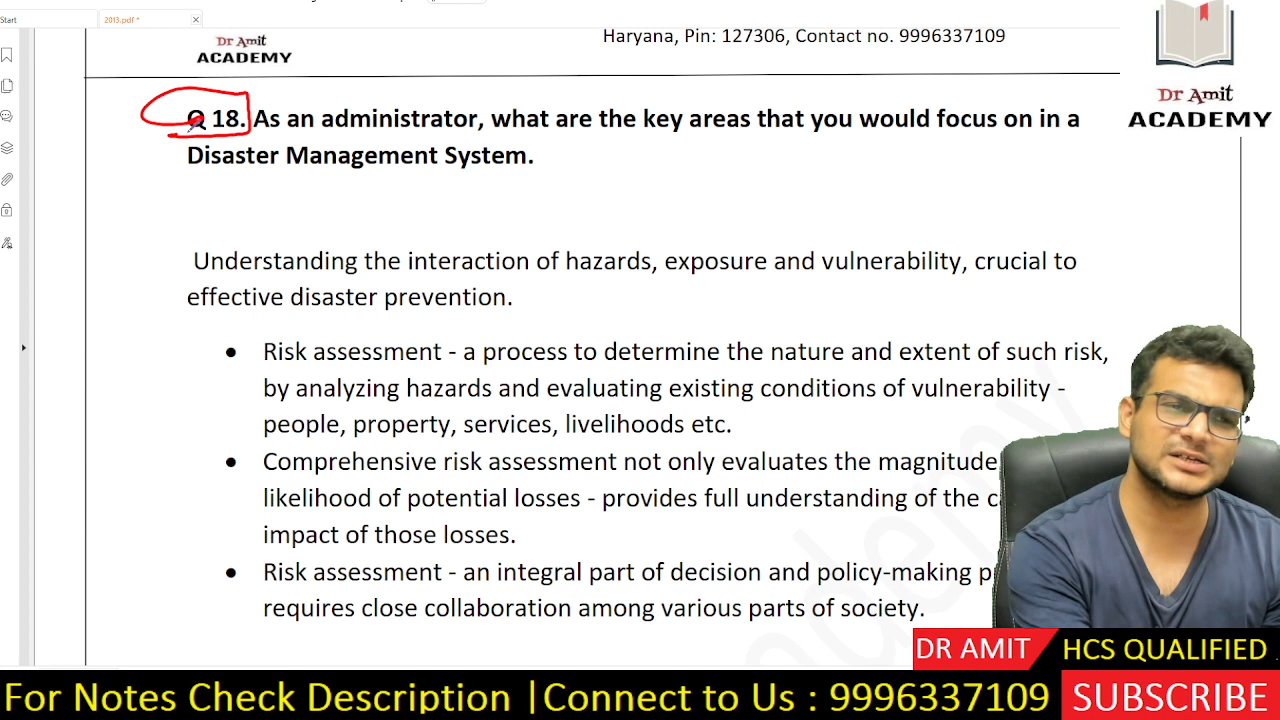 Start
2013.pdf *
Dr Amit
ACADEMY
Haryana, Pin: 127306, Contact no. 9996337109
Dr Amit
ACADEMY
Q 18. As an administrator, what are the key areas that you would focus on in a
Disaster Management System.
Understanding the interaction of hazards, exposure and vulnerability, crucial to
effective disaster prevention.
• Risk assessment - a process to determine the nature and extent of such risk,
by analyzing hazards and evaluating existing conditions of vulnerability -
people, property, services, livelihoods etc.
• Comprehensive risk assessment not only evaluates the magnitude
likelihood of potential losses - provides full understanding of the
impact of those losses.
• Risk assessment - an integral part of decision and policy-making
requires close collaboration among various parts of society.
DR AMIT
HCS QUALIFIED
For Notes Check Description | Connect to Us : 9996337109
SUBSCRIBE